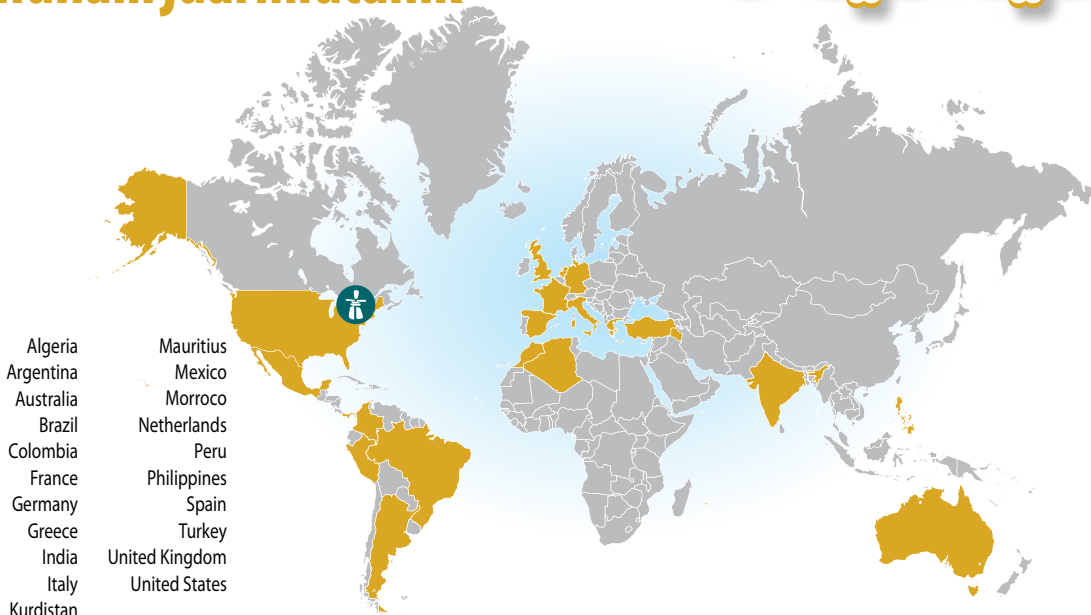 Algeria
Argentina
Australia
Brazil
Colombia
France
Germany
Greece
India
Italy
Kurdistan
Mauritius
Mexico
Morroco
Netherlands
Peru
Philippines
Spain
Turkey
United Kingdom
United States